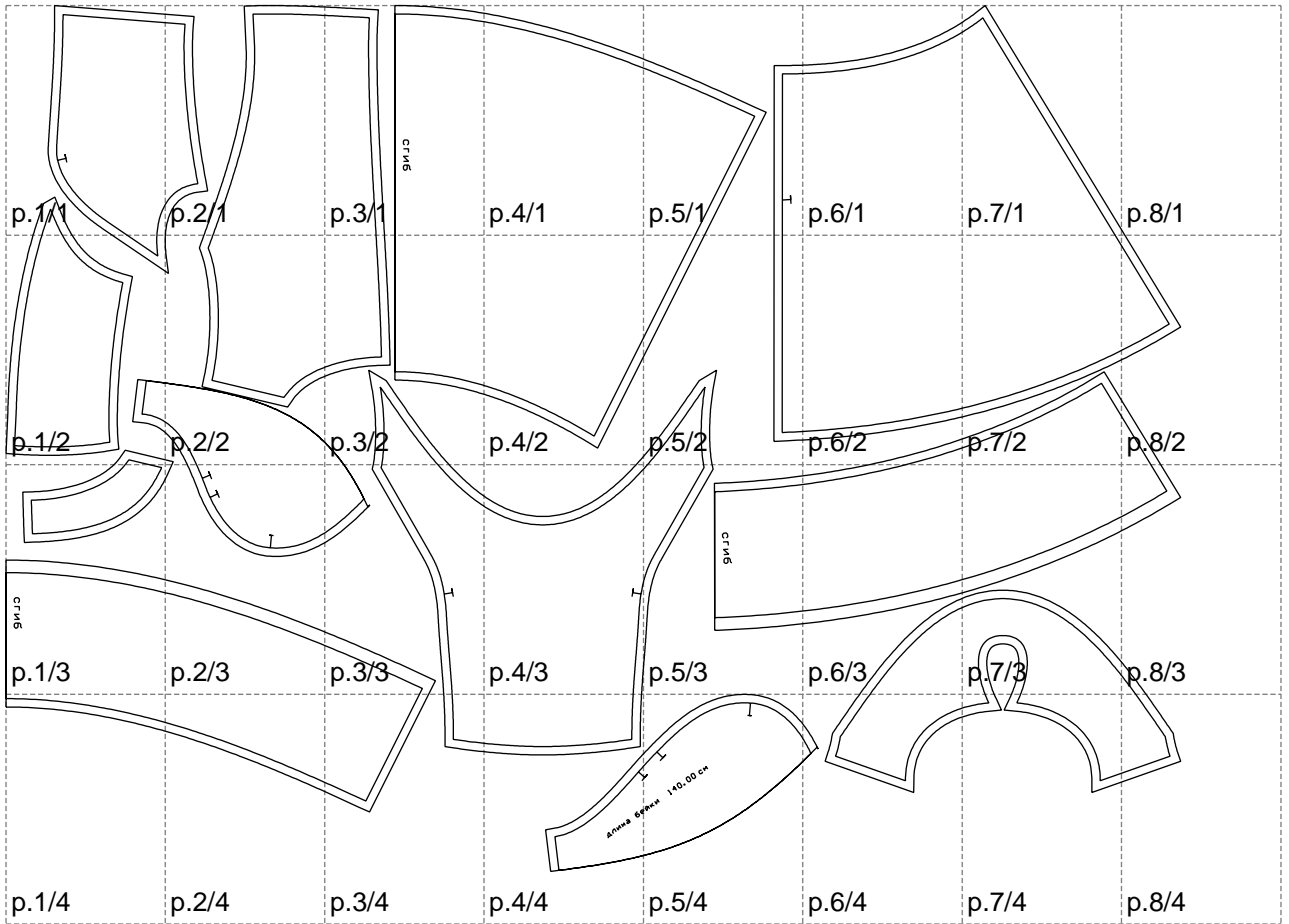 сгиб
p.1/1 p.2/1 p.3/1 p.4/1 p.5/1 p.6/1 p.7/1 p.8/1
p.1/2 p.2/2 p.3/2 p.4/2 p.5/2 p.6/2 p.7/2 p.8/2
сгиб
сгиб
p.1/3 p.2/3 p.3/3 p.4/3 p.5/3 p.6/3 p.7/3 p.8/3
длина бейки 140.00 см
p.1/4 p.2/4 p.3/4 p.4/4 p.5/4 p.6/4 p.7/4 p.8/4